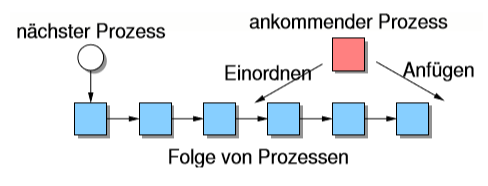 ankommender Prozess
nächster Prozess
Einordnen
Anfügen
Folge von Prozessen